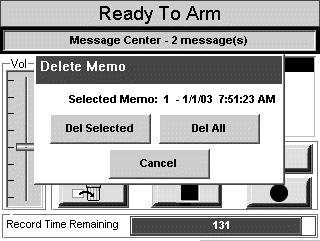 Ready To Arm
Message Center - 2 message(s)
Vol
Delete Memo
Selected Memo: 1 - 1/1/03 7:51:23 AM
Del Selected
Del All
Cancel
Record Time Remaining
131